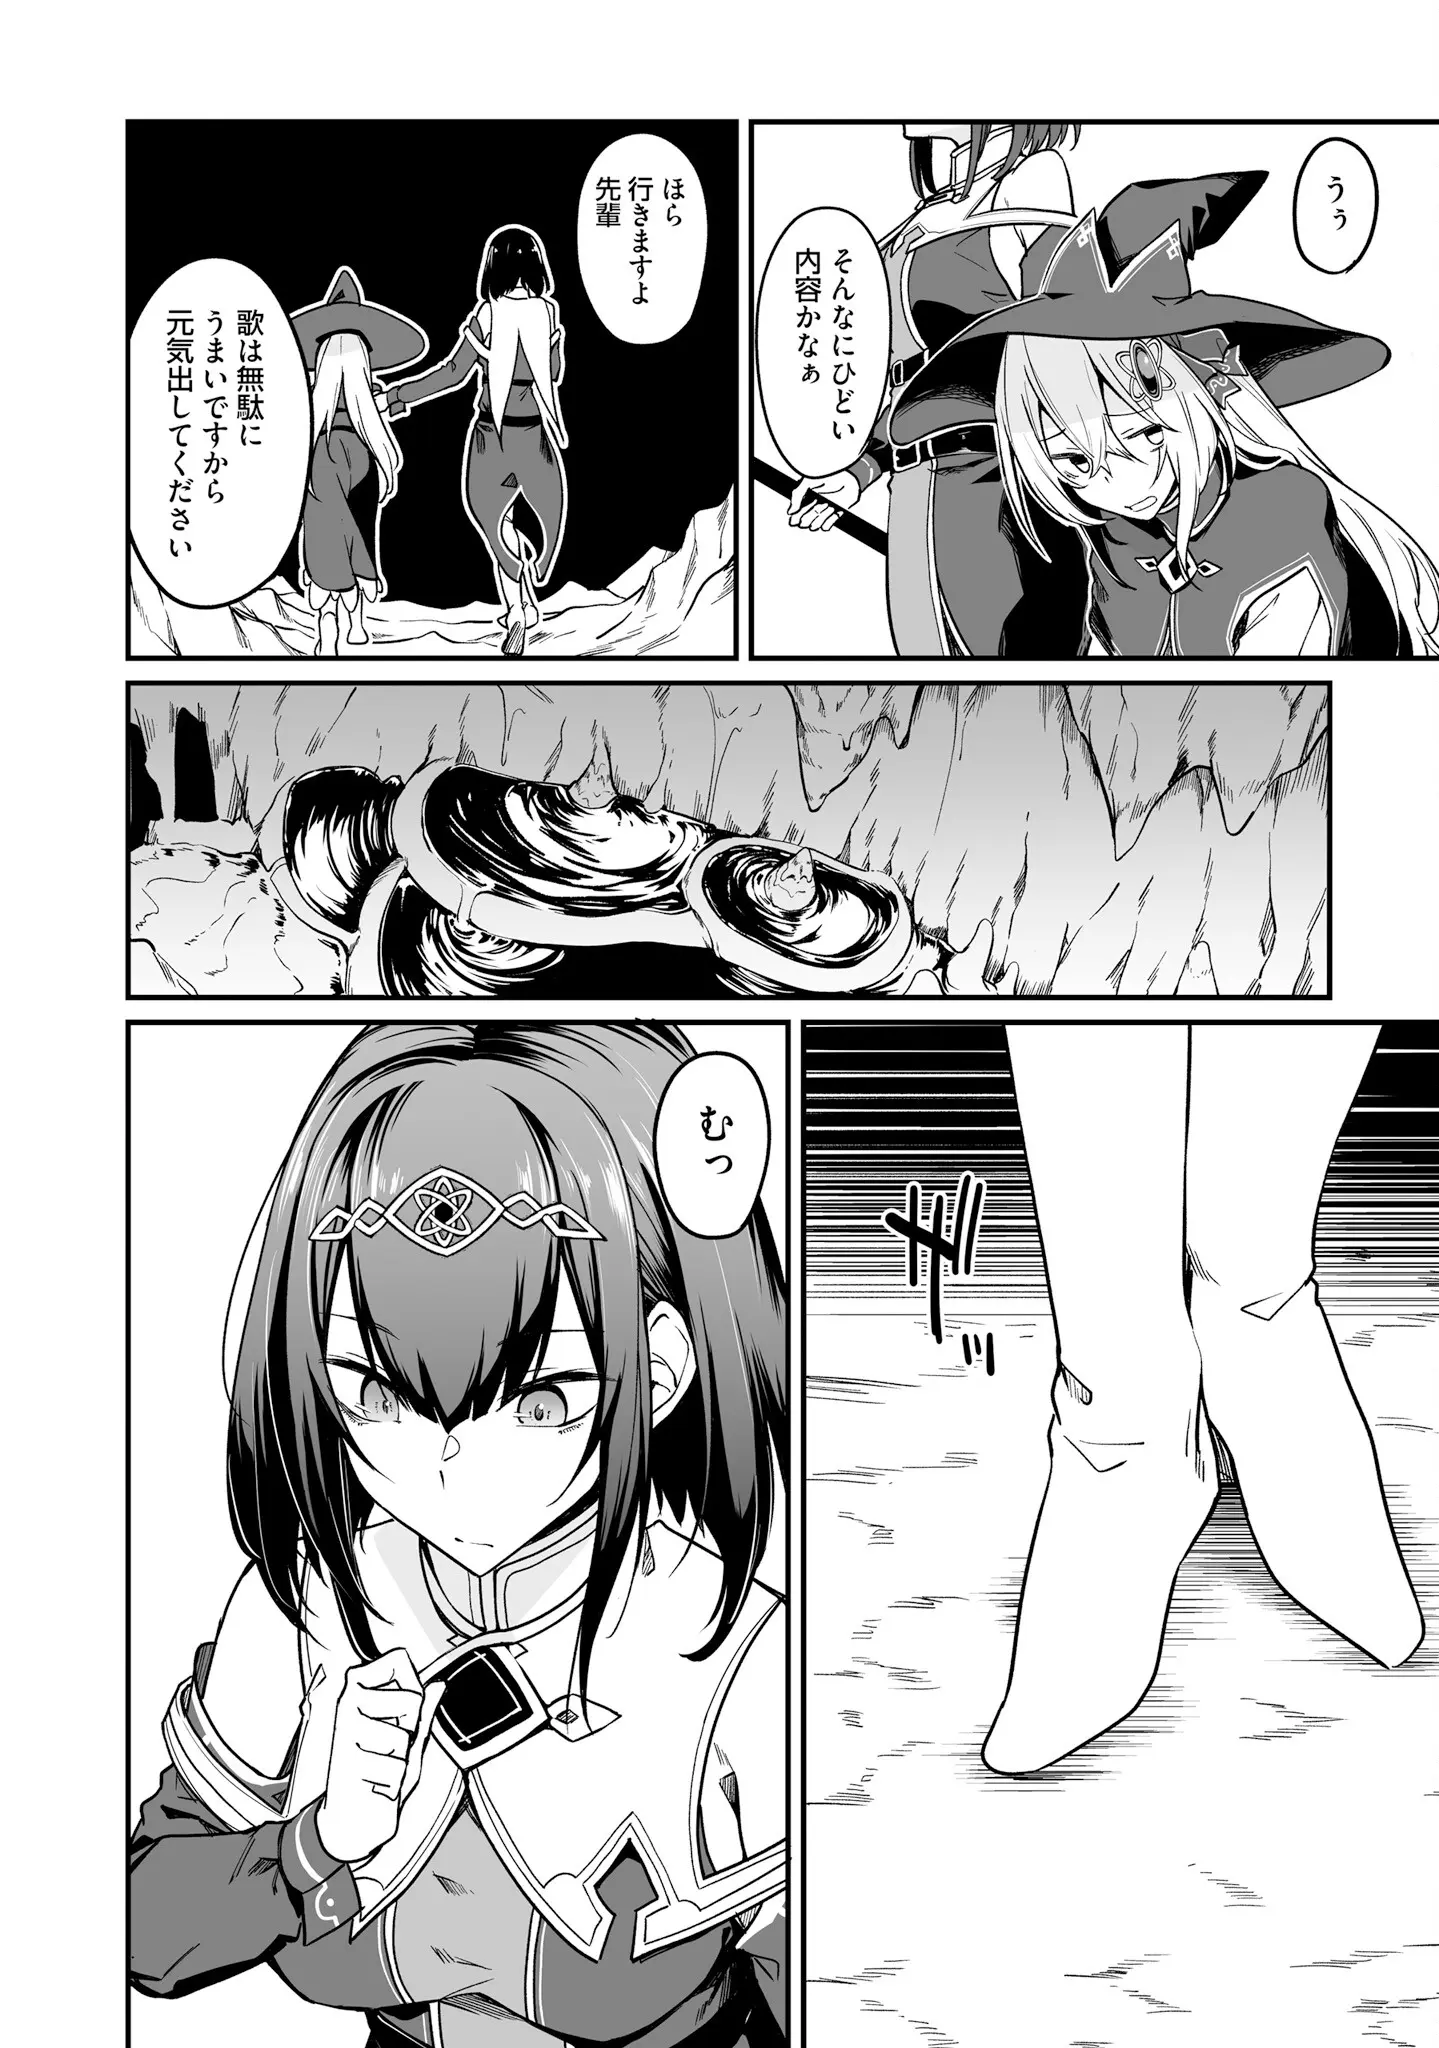 うぅ
そんなにひどい
内容かなぁ
ほら
行きますよ
先輩
歌は無駄に
うまいですから
元気出してください
ザッ
むっ